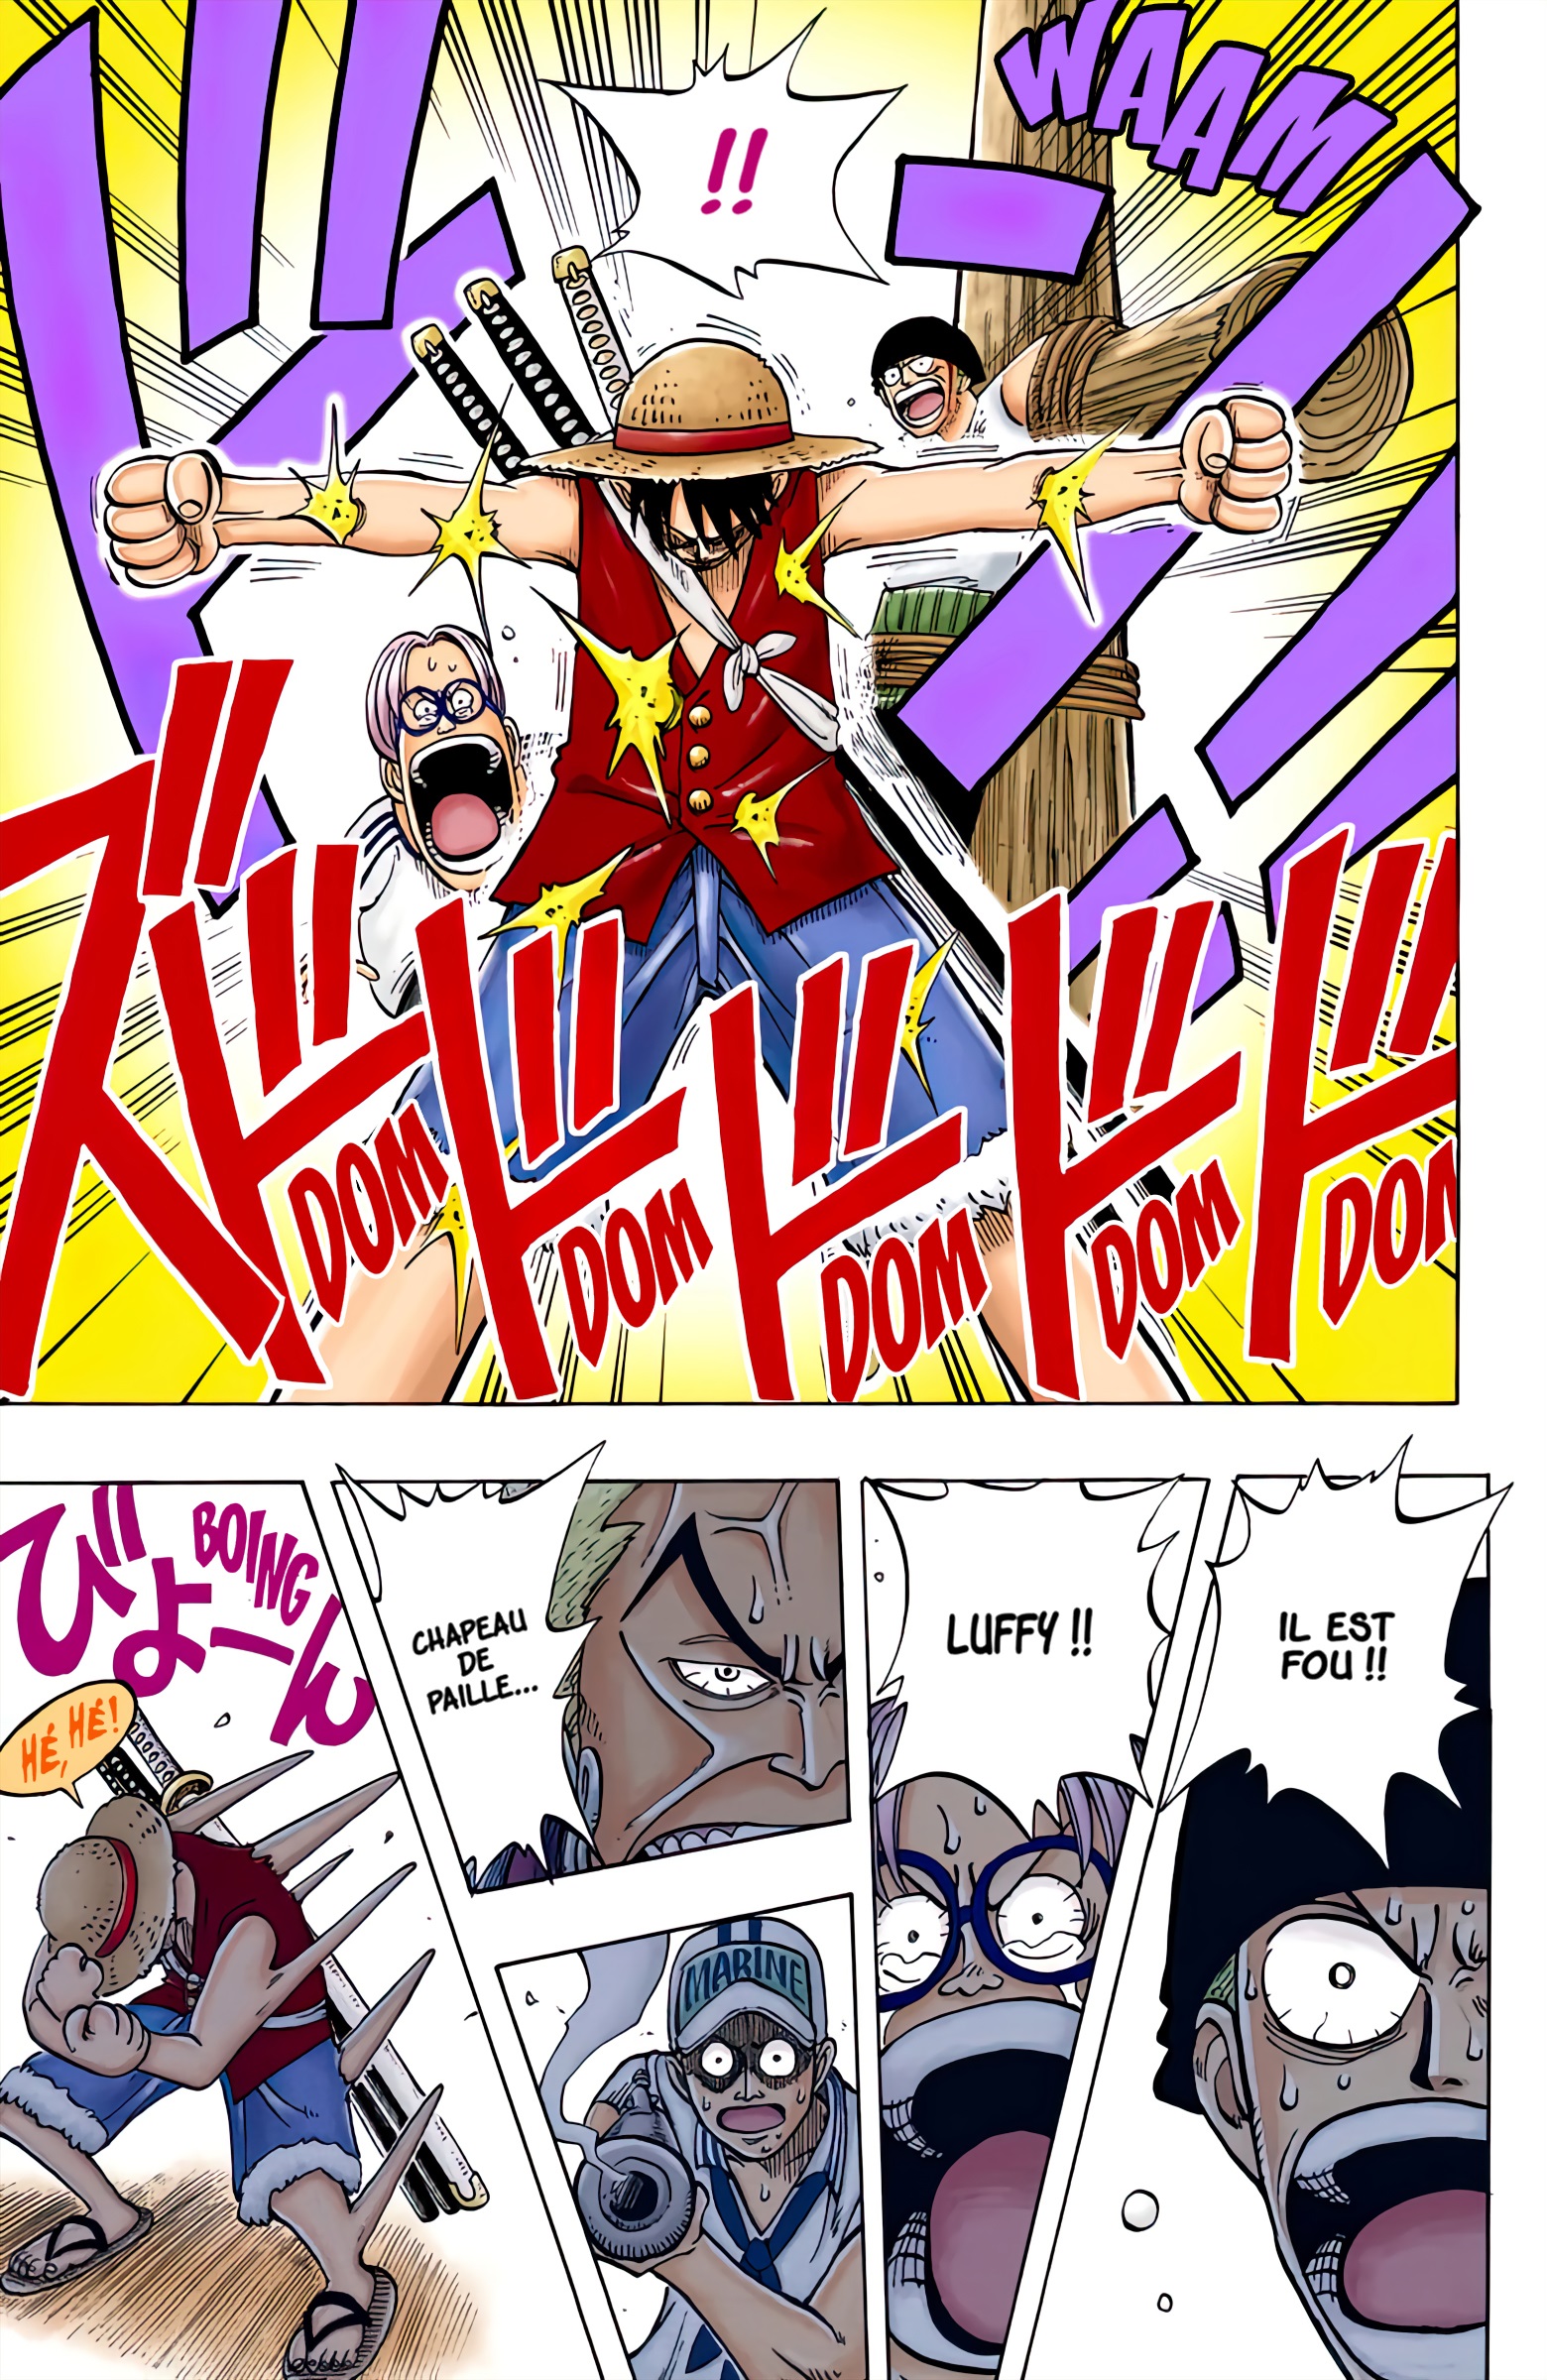 WAAM
!!
ズドドドドド
DOM
DOM
DOM
DOM
DOM
IL EST
FOU !!
LUFFY !!
CHAPEAU
DE
PAILLE...
MARINE
びよーん
BOING
HÉ, HÉ!